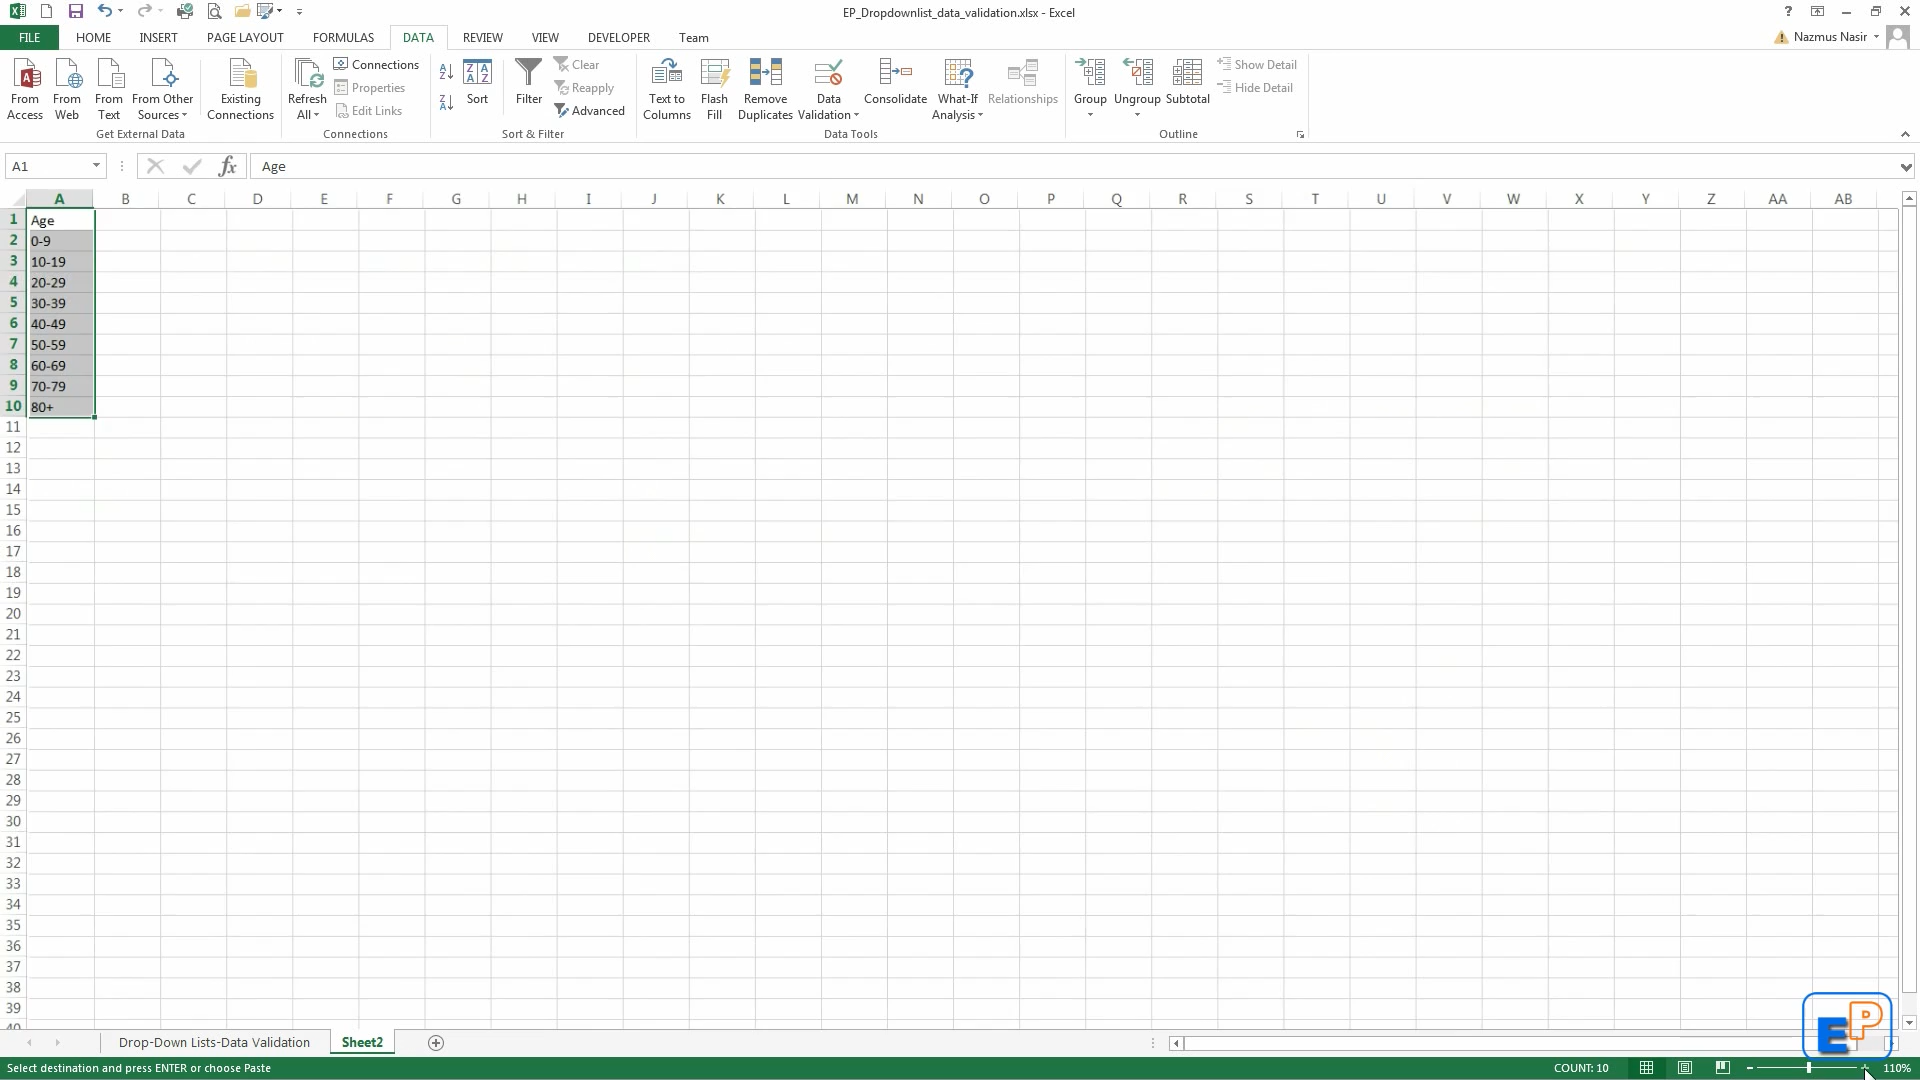 EP_Dropdownlist_data_validation.xlsx - Excel
?
FILE HOME INSERT PAGE LAYOUT FORMULAS DATA REVIEW VIEW DEVELOPER Team
Nazmus Nasir
From Access
From Web
From Text
From Other Sources
Existing Connections
Get External Data
Refresh All
Connections
Properties
Edit Links
Connections
Sort
Filter
Clear
Reapply
Advanced
Sort & Filter
Text to Columns
Flash Fill
Remove Duplicates
Data Validation
Consolidate
What-If Analysis
Relationships
Data Tools
Group
Ungroup
Subtotal
Show Detail
Hide Detail
Outline
A1 fx Age
A B C D E F G H I J K L M N O P Q R S T U V W X Y Z AA AB
1 Age
2 0-9
3 10-19
4 20-29
5 30-39
6 40-49
7 50-59
8 60-69
9 70-79
10 80+
11
12
13
14
15
16
17
18
19
20
21
22
23
24
25
26
27
28
29
30
31
32
33
34
35
36
37
38
39
40
Drop-Down Lists-Data Validation Sheet2
EP
Select destination and press ENTER or choose Paste COUNT: 10 110%